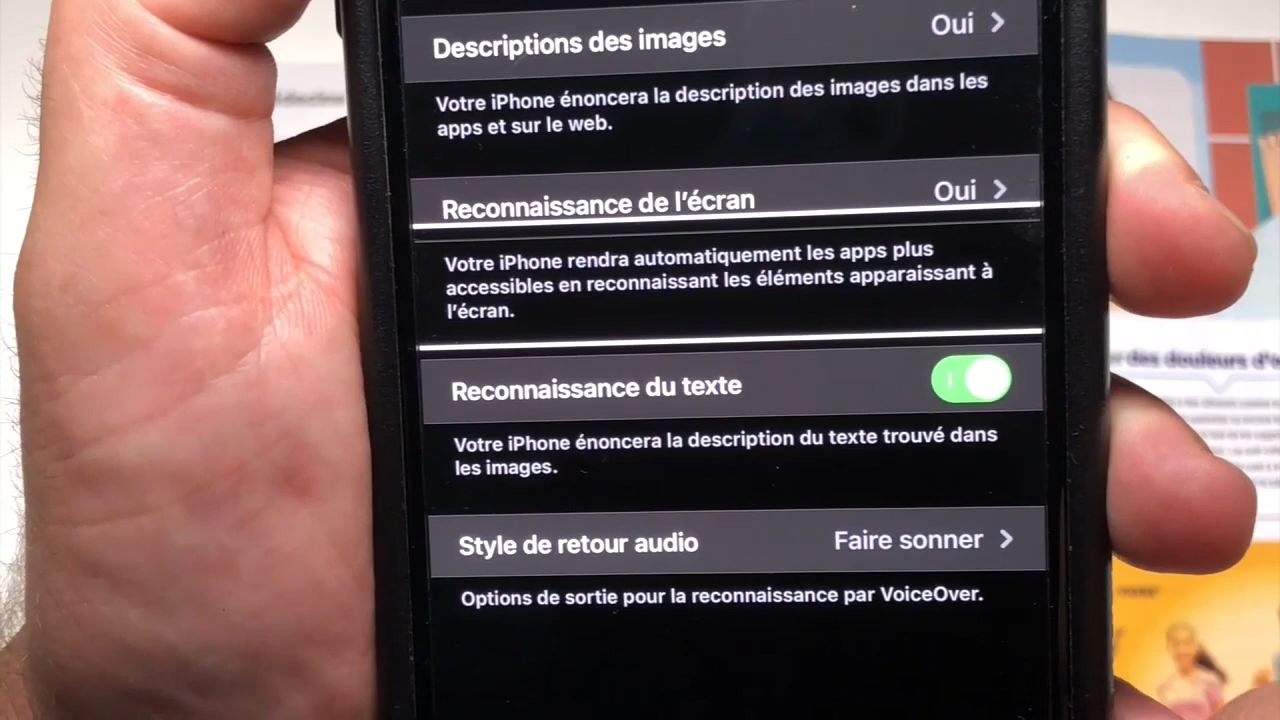 Descriptions des images Oui
Votre iPhone énoncera la description des images dans les
apps et sur le web.
Reconnaissance de l'écran Oui
Votre iPhone rendra automatiquement les apps plus
accessibles en reconnaissant les éléments apparaissant à
l'écran.
Reconnaissance du texte
Votre iPhone énoncera la description du texte trouvé dans
les images.
Style de retour audio Faire sonner
Options de sortie pour la reconnaissance par VoiceOver.
des douleurs